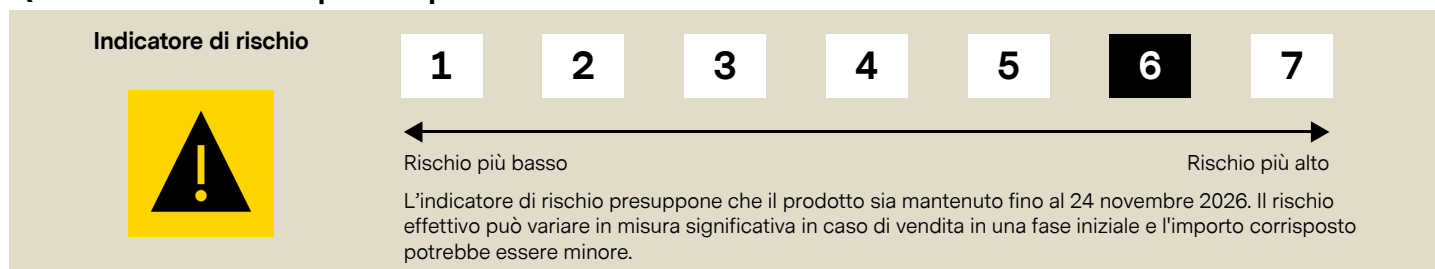 Indicatore di rischio
1 2 3 4 5 6 7
Rischio più basso Rischio più alto
L'indicatore di rischio presuppone che il prodotto sia mantenuto fino al 24 novembre 2026. Il rischio
effettivo può variare in misura significativa in caso di vendita in una fase iniziale e l'importo corrisposto
potrebbe essere minore.